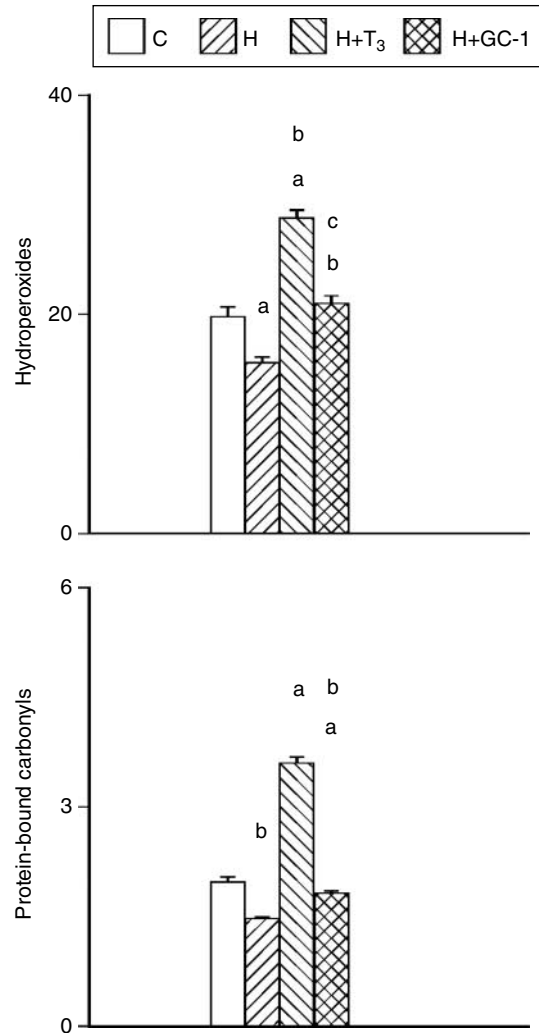 C H H+T₃ H+GC-1
Hydroperoxides
40
20
0
b
a
c
a
b
Protein-bound carbonyls
6
3
0
a
b
a
b